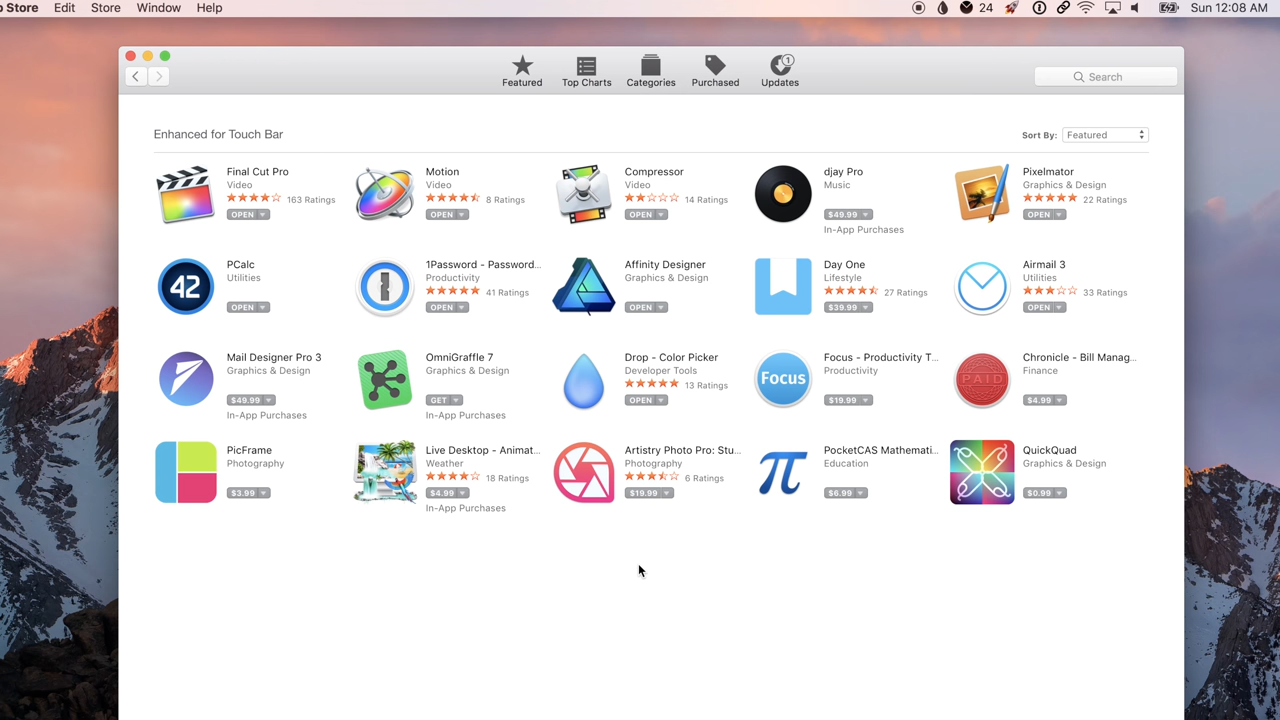 p Store Edit Store Window Help 24 Sun 12:08 AM
Featured Top Charts Categories Purchased Updates 1
Search
Enhanced for Touch Bar Sort By: Featured
Final Cut Pro
Video
163 Ratings
OPEN
Motion
Video
8 Ratings
OPEN
Compressor
Video
14 Ratings
OPEN
djay Pro
Music
$49.99
In-App Purchases
Pixelmator
Graphics & Design
22 Ratings
OPEN
42
PCalc
Utilities
OPEN
1Password - Password...
Productivity
41 Ratings
OPEN
Affinity Designer
Graphics & Design
OPEN
Day One
Lifestyle
27 Ratings
$39.99
Airmail 3
Utilities
33 Ratings
OPEN
Mail Designer Pro 3
Graphics & Design
$49.99
In-App Purchases
OmniGraffle 7
Graphics & Design
GET
In-App Purchases
Drop - Color Picker
Developer Tools
13 Ratings
OPEN
Focus
Focus - Productivity T...
Productivity
$19.99
PAID
Chronicle - Bill Manag...
Finance
$4.99
PicFrame
Photography
$3.99
Live Desktop - Animat...
Weather
18 Ratings
$4.99
In-App Purchases
Artistry Photo Pro: Stu...
Photography
6 Ratings
$19.99
π
PocketCAS Mathemati...
Education
$6.99
QuickQuad
Graphics & Design
$0.99